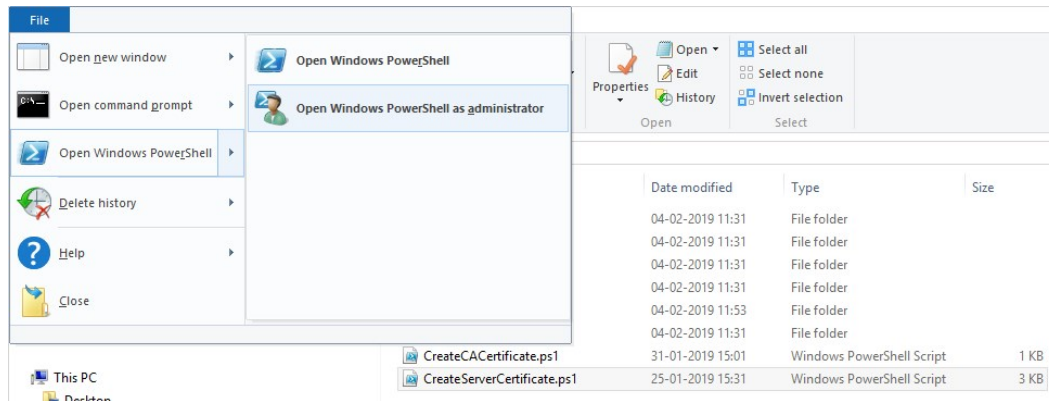 File
Open new window
Open command prompt
Open Windows PowerShell
Delete history
Help
Close
Open Windows PowerShell
Open Windows PowerShell as administrator
Properties
Open
Edit
History
Open
Select all
Select none
Invert selection
Select
Date modified Type Size
04-02-2019 11:31 File folder
04-02-2019 11:31 File folder
04-02-2019 11:31 File folder
04-02-2019 11:31 File folder
04-02-2019 11:53 File folder
04-02-2019 11:31 File folder
CreateCACertificate.ps1 31-01-2019 15:01 Windows PowerShell Script 1 KB
CreateServerCertificate.ps1 25-01-2019 15:31 Windows PowerShell Script 3 KB
This PC
Desktop